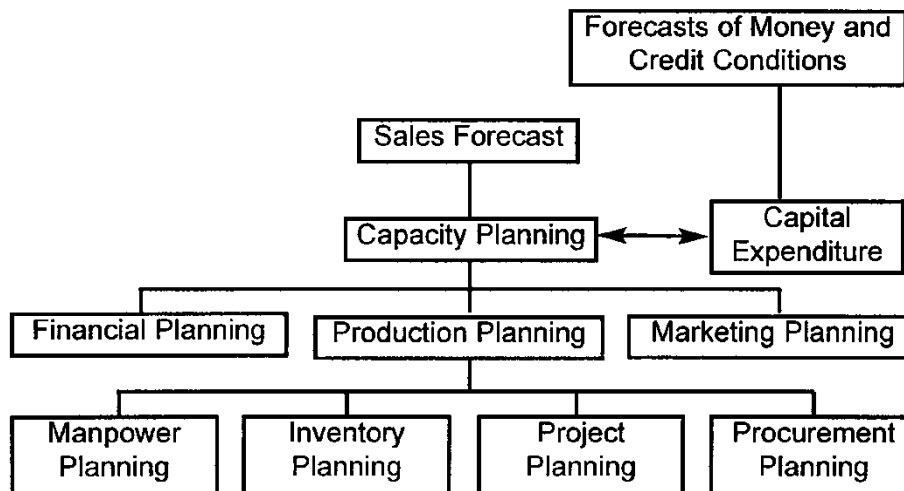 Forecasts of Money and
Credit Conditions
Sales Forecast
Capacity Planning
Capital
Expenditure
Financial Planning
Production Planning
Marketing Planning
Manpower
Planning
Inventory
Planning
Project
Planning
Procurement
Planning